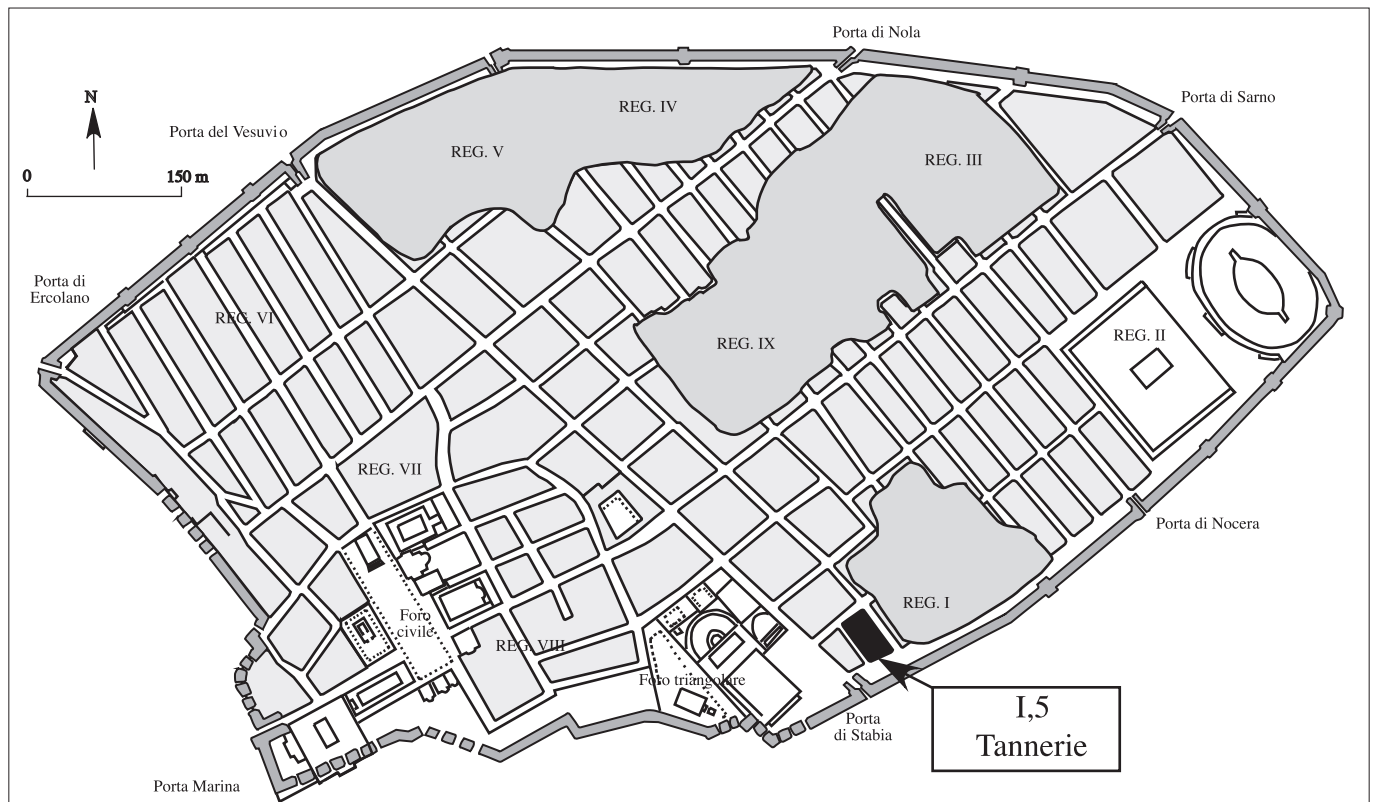 Porta di Nola
N
REG. IV
Porta di Sarno
Porta del Vesuvio
REG. V
REG. III
0 150 m
Porta di
Ercolano
REG. VI
REG. II
REG. IX
REG. VII
Porta di Nocera
REG. I
Foro
civile
REG. VIII
Foro triangolare
I,5
Tannerie
Porta
di Stabia
Porta Marina